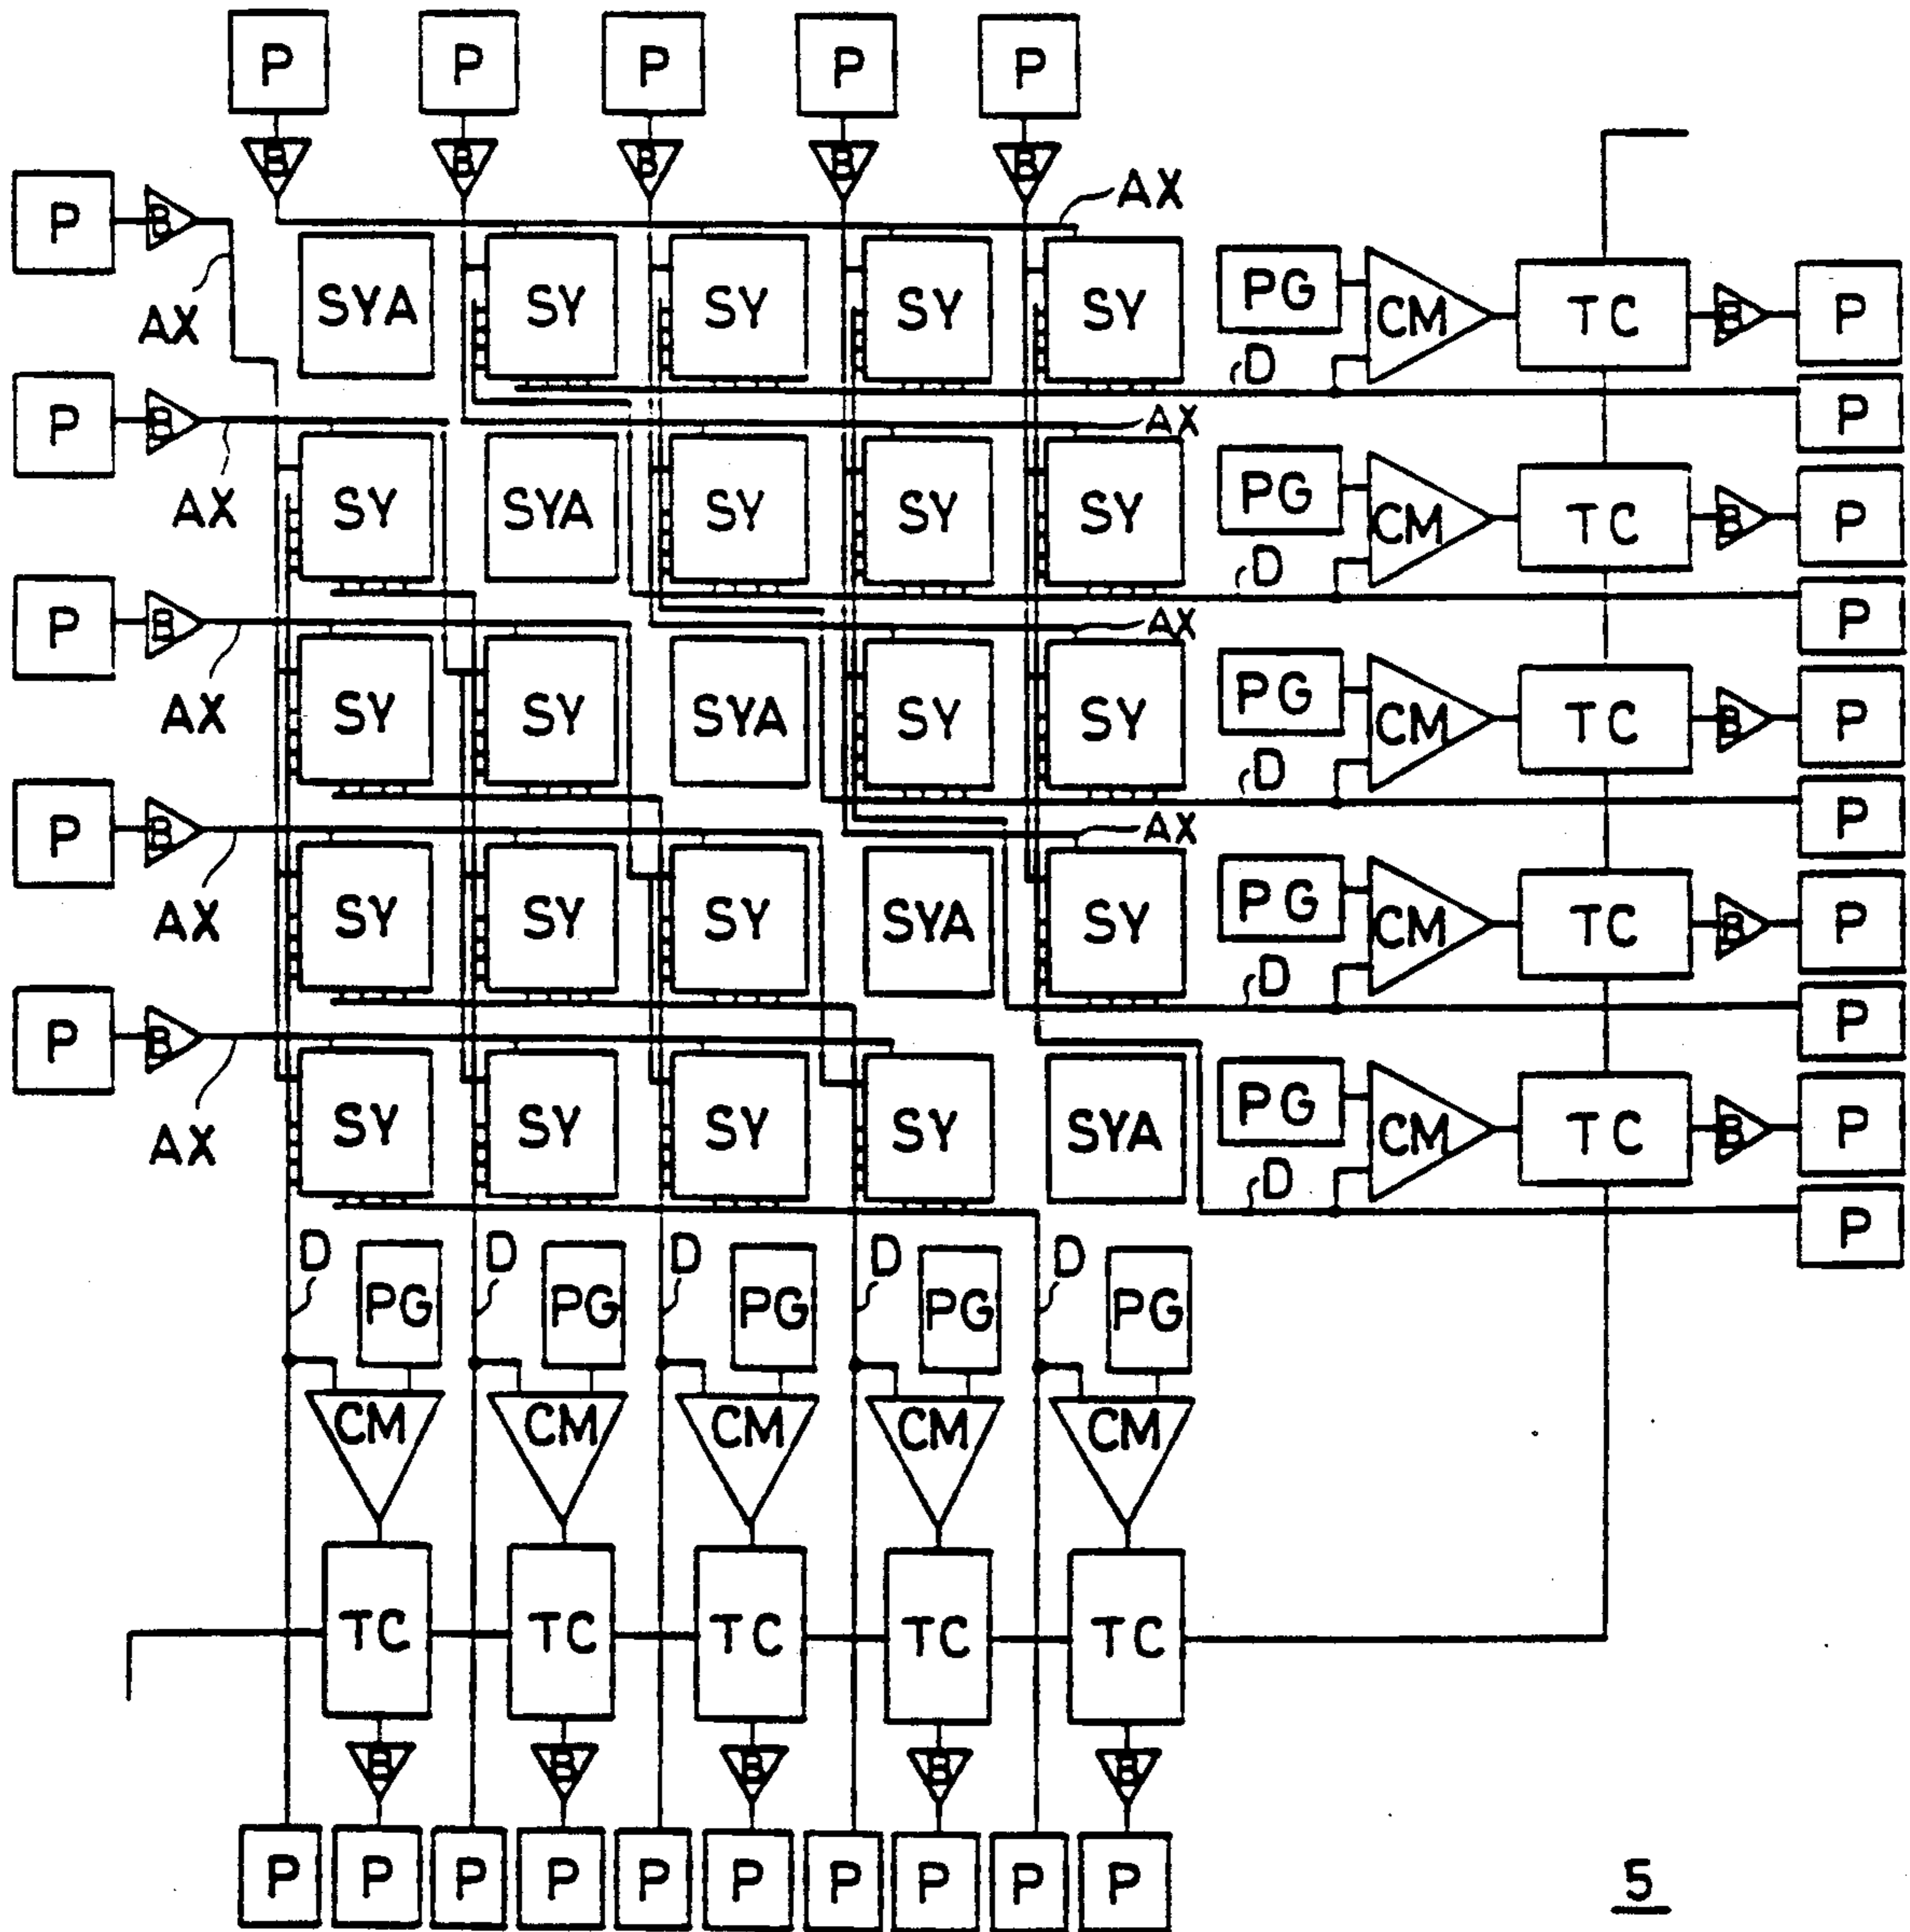 P P P P P
B B B B B
AX
P B
AX
SYA SY SY SY SY PG CM TC B P
D
P B AX P
AX
SY SYA SY SY SY PG CM TC B P
D
P B AX P
AX
SY SY SYA SY SY PG CM TC B P
D
P B AX P
AX
SY SY SY SYA SY PG CM TC B P
D
P B P
AX
SY SY SY SY SYA PG CM TC B P
D
P
D PG D PG D PG D PG D PG
CM CM CM CM CM
TC TC TC TC TC
B B B B B
P P P P P P P P P P
5